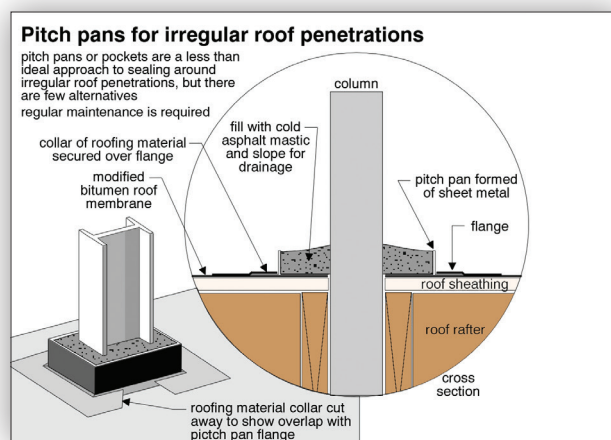 Pitch pans for irregular roof penetrations
pitch pans or pockets are a less than
ideal approach to sealing around
irregular roof penetrations, but there
are few alternatives
regular maintenance is required
column
collar of roofing material
secured over flange
fill with cold
asphalt mastic
and slope for
drainage
modified
bitumen roof
membrane
pitch pan formed
of sheet metal
flange
roof sheathing
roof rafter
cross
section
roofing material collar cut
away to show overlap with
pictch pan flange